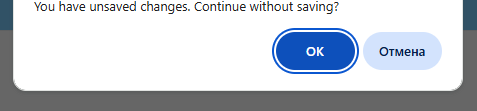 You have unsaved changes. Continue without saving?
OK Отмена